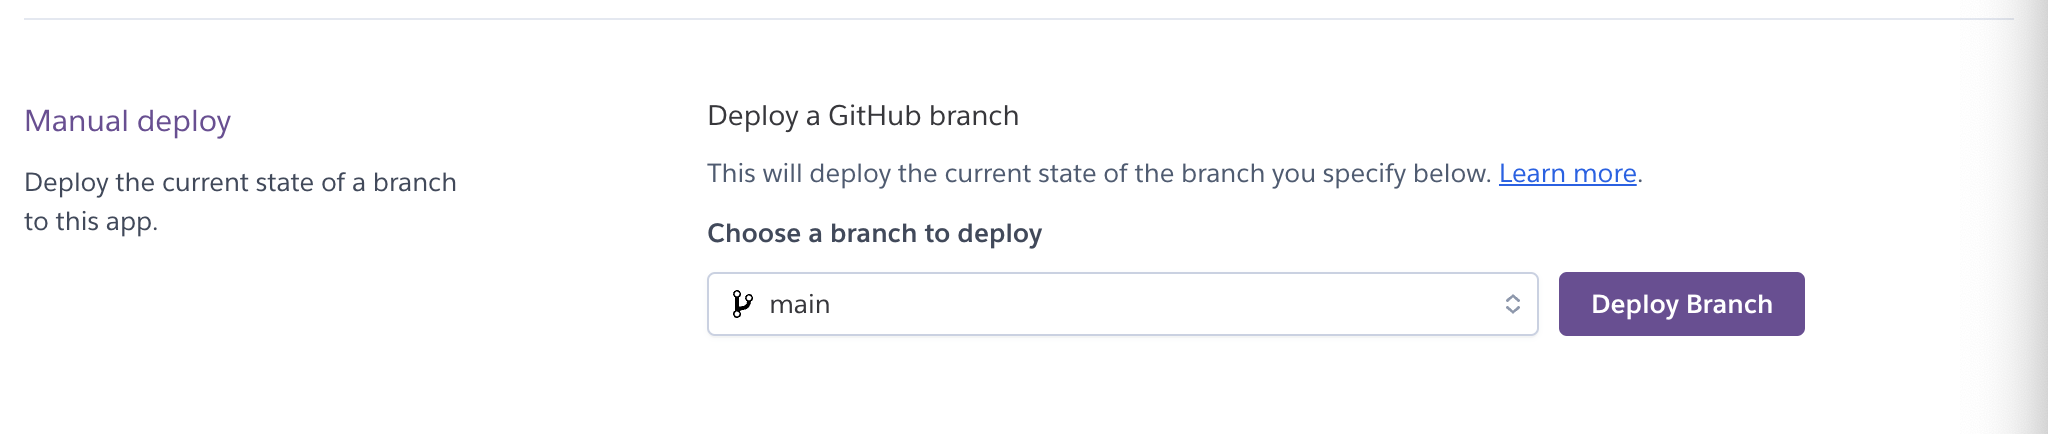 Manual deploy
Deploy the current state of a branch
to this app.
Deploy a GitHub branch
This will deploy the current state of the branch you specify below. Learn more.
Choose a branch to deploy
main
Deploy Branch